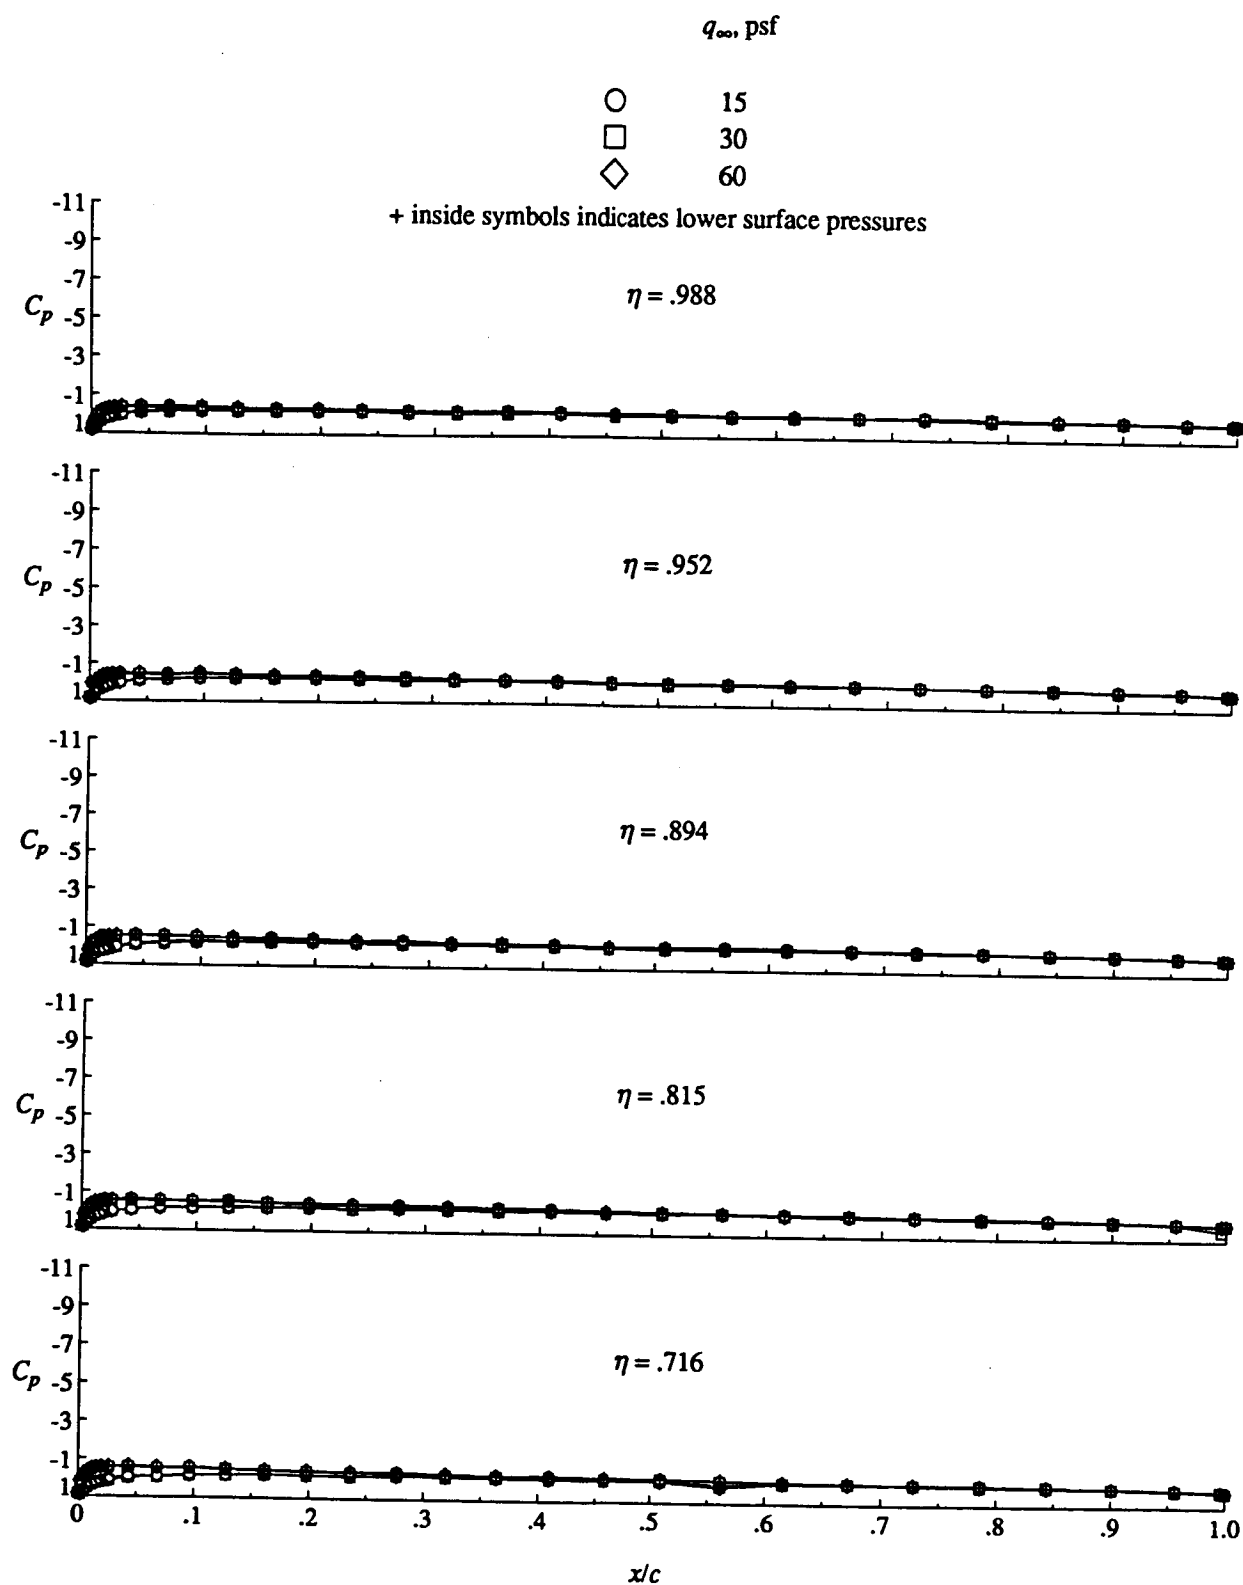 q∞, psf
○ 15
□ 30
◇ 60
+ inside symbols indicates lower surface pressures
-11
-9
-7
Cp -5
-3
-1
1
η = .988
-11
-9
-7
Cp -5
-3
-1
1
η = .952
-11
-9
-7
Cp -5
-3
-1
1
η = .894
-11
-9
-7
Cp -5
-3
-1
1
η = .815
-11
-9
-7
Cp -5
-3
-1
1
η = .716
0 .1 .2 .3 .4 .5 .6 .7 .8 .9 1.0
x/c